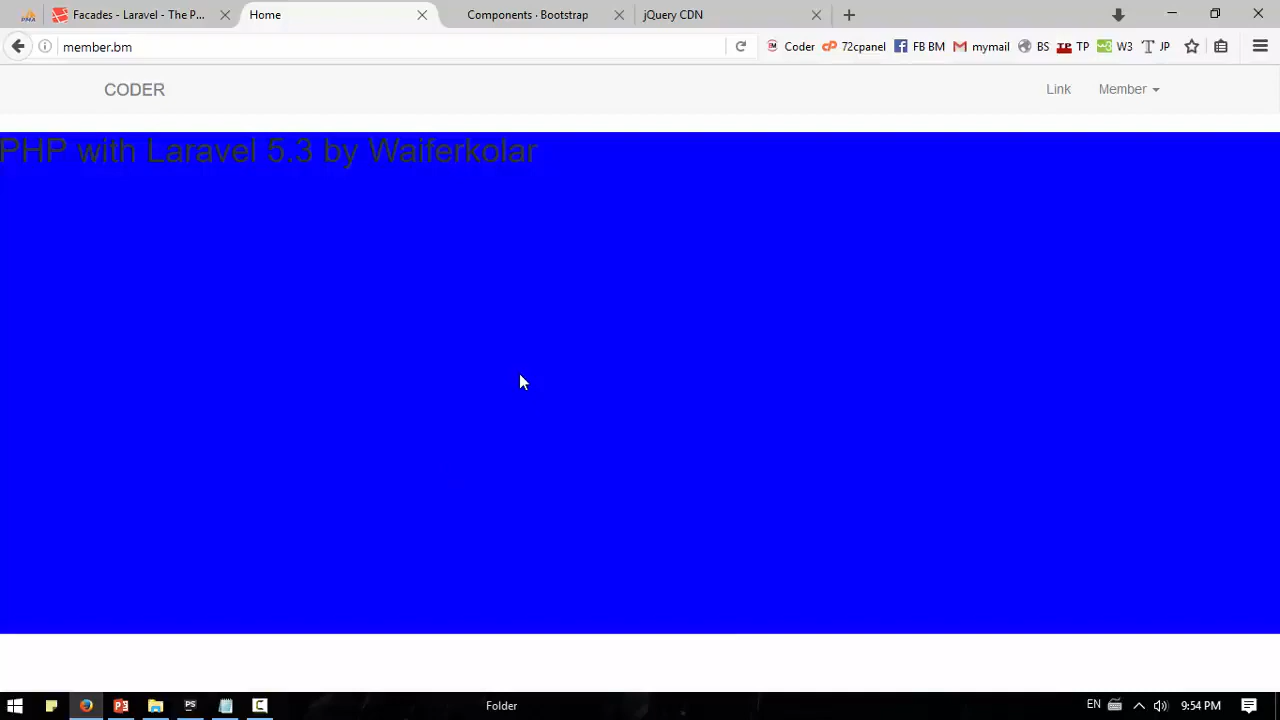 Facades - Laravel - The P...
Home
Components · Bootstrap
jQuery CDN
member.bm
Coder
72cpanel
FB BM
mymail
BS
TP
W3
JP
CODER
Link
Member
PHP with Laravel 5.3 by Waiferkolar
Folder
EN
9:54 PM